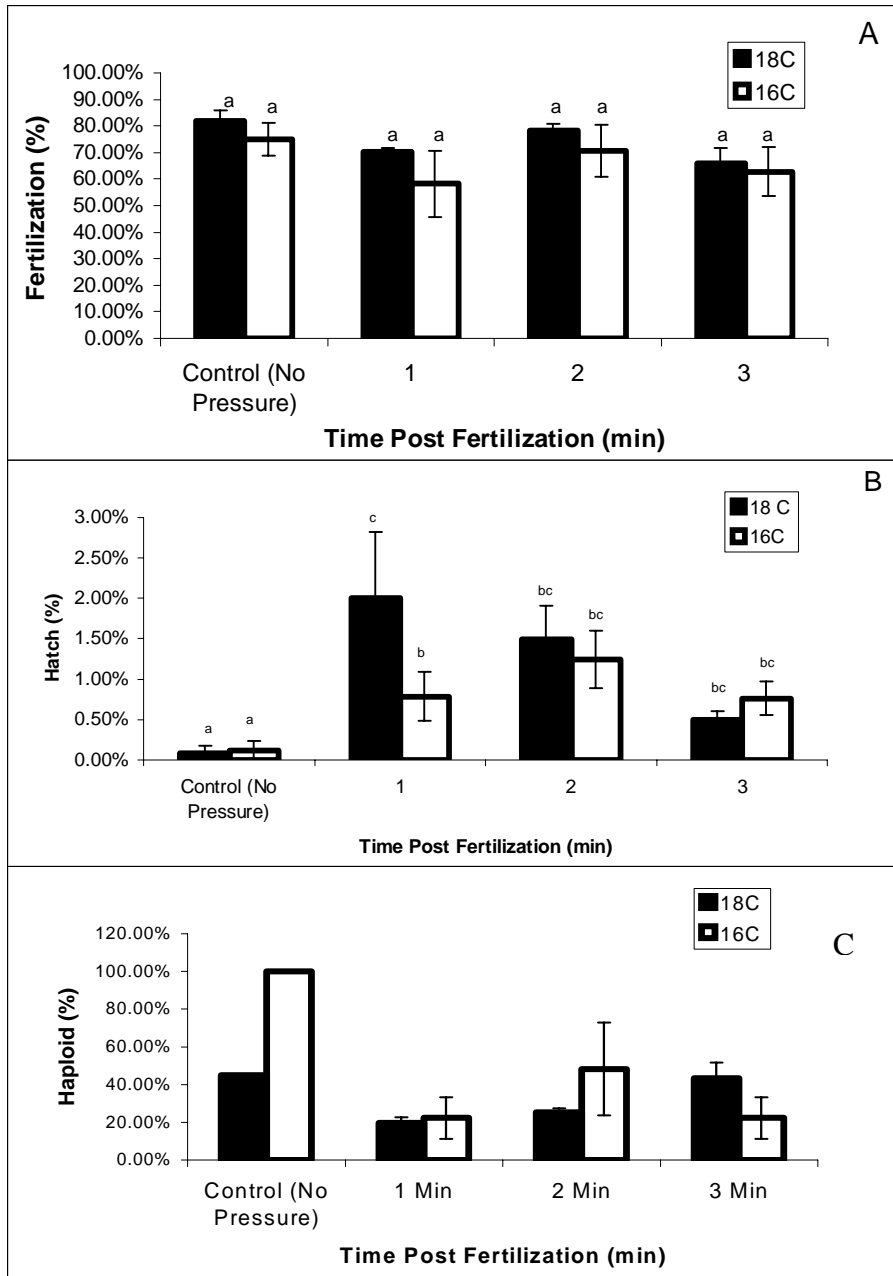 A
18C
16C
100.00%
90.00%
80.00%
70.00%
60.00%
50.00%
40.00%
30.00%
20.00%
10.00%
0.00%
Fertilization (%)
a a a a a a a a
Control (No Pressure) 1 2 3
Time Post Fertilization (min)
B
18 C
16C
3.00%
2.50%
2.00%
1.50%
1.00%
0.50%
0.00%
Hatch (%)
a a c b bc bc bc bc
Control (No Pressure) 1 2 3
Time Post Fertilization (min)
C
18C
16C
120.00%
100.00%
80.00%
60.00%
40.00%
20.00%
0.00%
Haploid (%)
Control (No Pressure) 1 Min 2 Min 3 Min
Time Post Fertilization (min)